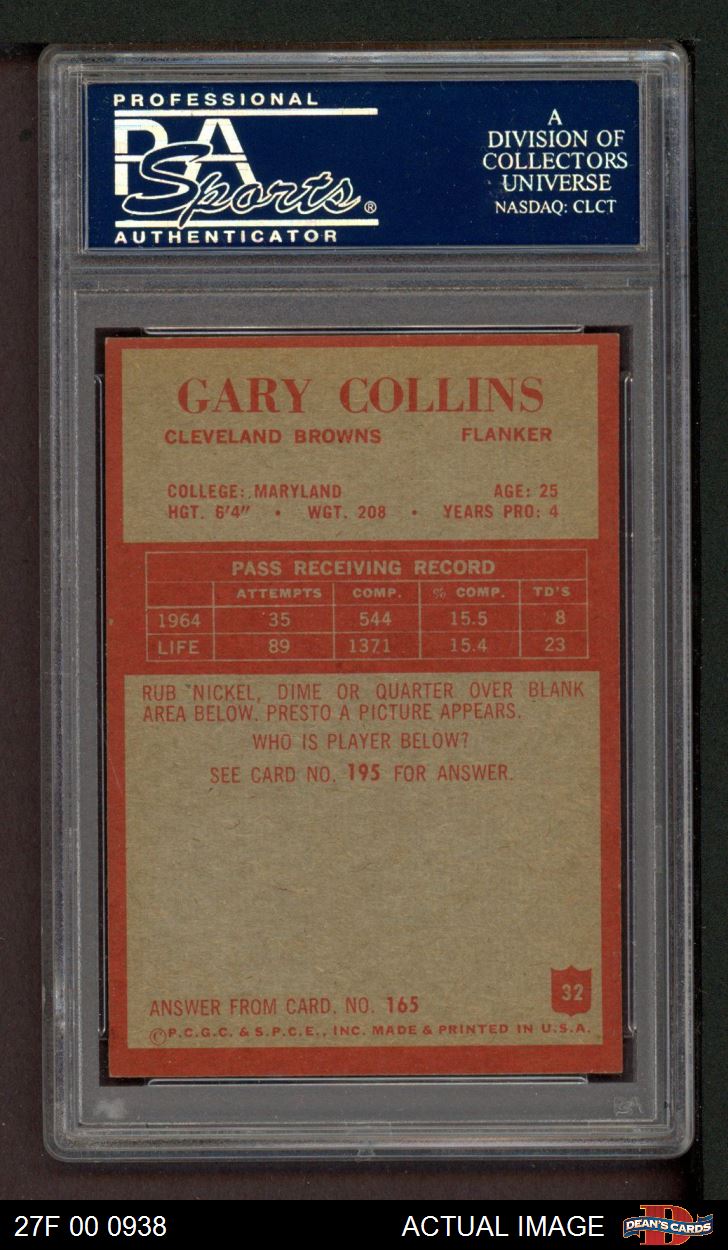 PROFESSIONAL
PSA
Sports®
AUTHENTICATOR
A
DIVISION OF
COLLECTORS
UNIVERSE
NASDAQ: CLCT
GARY COLLINS
CLEVELAND BROWNS FLANKER
COLLEGE: MARYLAND AGE: 25
HGT. 6'4" • WGT. 208 • YEARS PRO: 4
PASS RECEIVING RECORD
ATTEMPTS COMP. % COMP. TD'S
1964 35 544 15.5 8
LIFE 89 1371 15.4 23
RUB NICKEL, DIME OR QUARTER OVER BLANK
AREA BELOW. PRESTO A PICTURE APPEARS.
WHO IS PLAYER BELOW?
SEE CARD NO. 195 FOR ANSWER.
32
ANSWER FROM CARD. NO. 165
©P.C.G.C. & S.P.C.E., INC. MADE & PRINTED IN U.S.A.
PSA
27F 00 0938 ACTUAL IMAGE DEAN'S CARDS